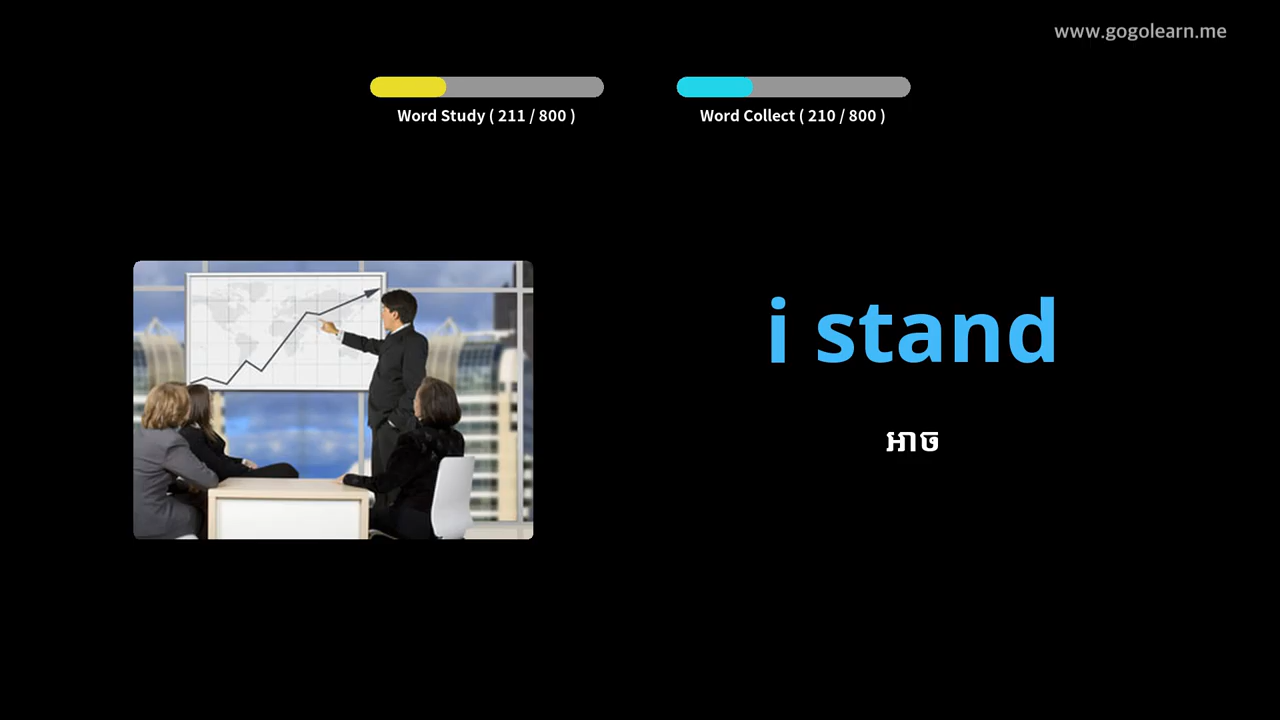 www.gogolearn.me
Word Study ( 211 / 800 )
Word Collect ( 210 / 800 )
i stand
អាច